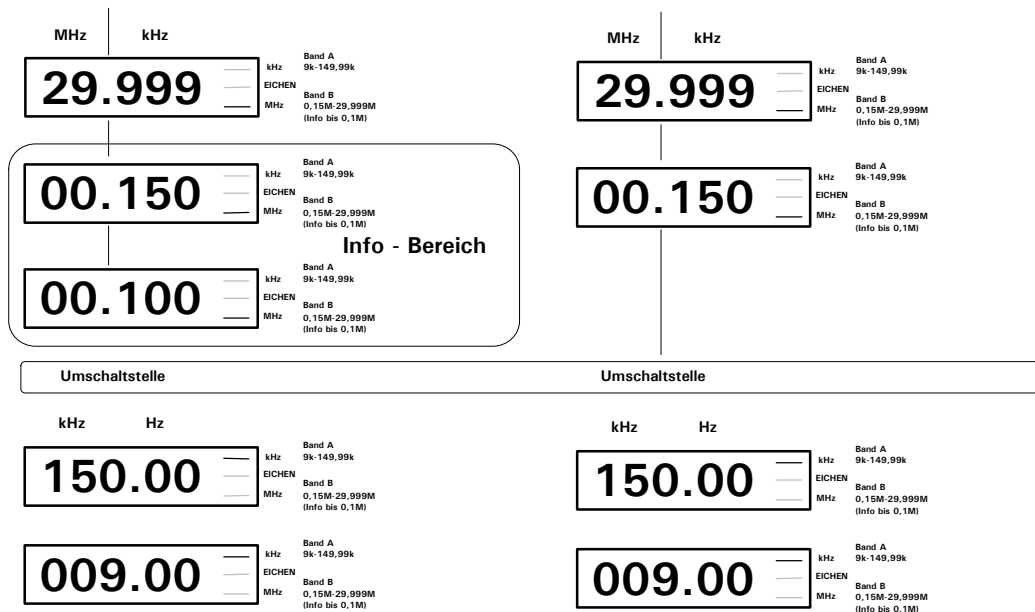 MHz kHz
29.999
kHz
EICHEN
MHz
Band A
9k-149,99k
Band B
0,15M-29,999M
(Info bis 0,1M)
MHz kHz
29.999
kHz
EICHEN
MHz
Band A
9k-149,99k
Band B
0,15M-29,999M
(Info bis 0,1M)
00.150
kHz
EICHEN
MHz
Band A
9k-149,99k
Band B
0,15M-29,999M
(Info bis 0,1M)
00.150
kHz
EICHEN
MHz
Band A
9k-149,99k
Band B
0,15M-29,999M
(Info bis 0,1M)
Info - Bereich
00.100
kHz
EICHEN
MHz
Band A
9k-149,99k
Band B
0,15M-29,999M
(Info bis 0,1M)
Umschaltstelle Umschaltstelle
kHz Hz
150.00
kHz
EICHEN
MHz
Band A
9k-149,99k
Band B
0,15M-29,999M
(Info bis 0,1M)
kHz Hz
150.00
kHz
EICHEN
MHz
Band A
9k-149,99k
Band B
0,15M-29,999M
(Info bis 0,1M)
009.00
kHz
EICHEN
MHz
Band A
9k-149,99k
Band B
0,15M-29,999M
(Info bis 0,1M)
009.00
kHz
EICHEN
MHz
Band A
9k-149,99k
Band B
0,15M-29,999M
(Info bis 0,1M)